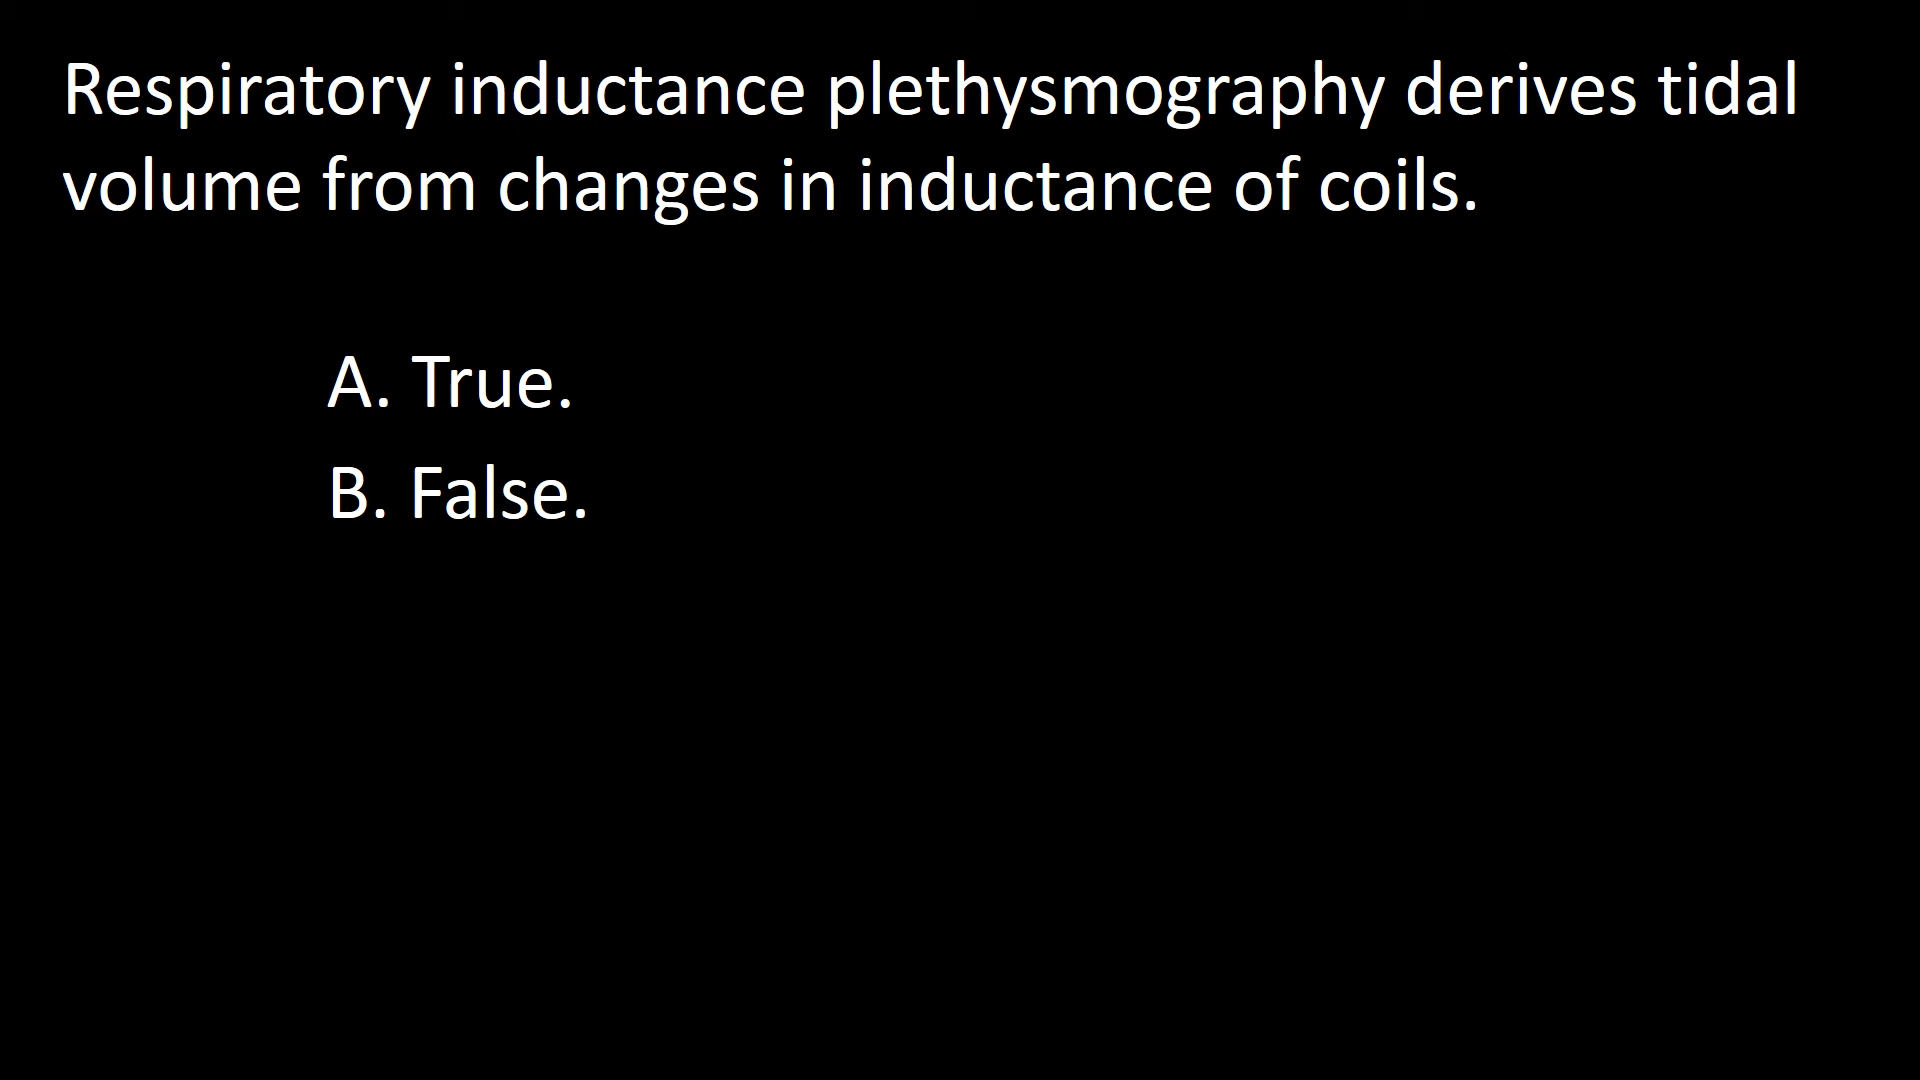 Respiratory inductance plethysmography derives tidal
volume from changes in inductance of coils.
A. True.
B. False.